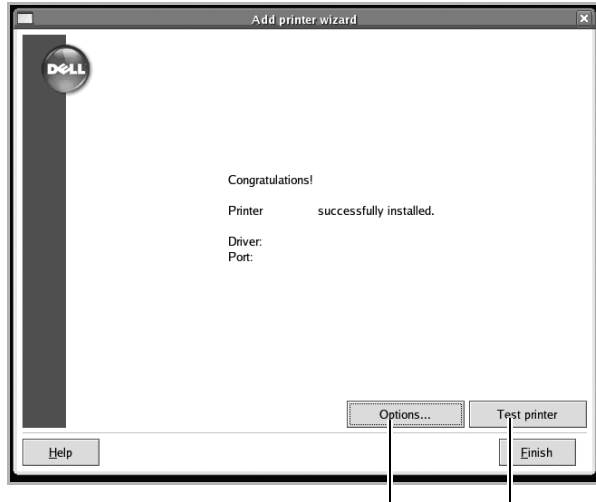 Add printer wizard
DELL
Congratulations!
Printer successfully installed.
Driver:
Port:
Options... Test printer
Help Finish